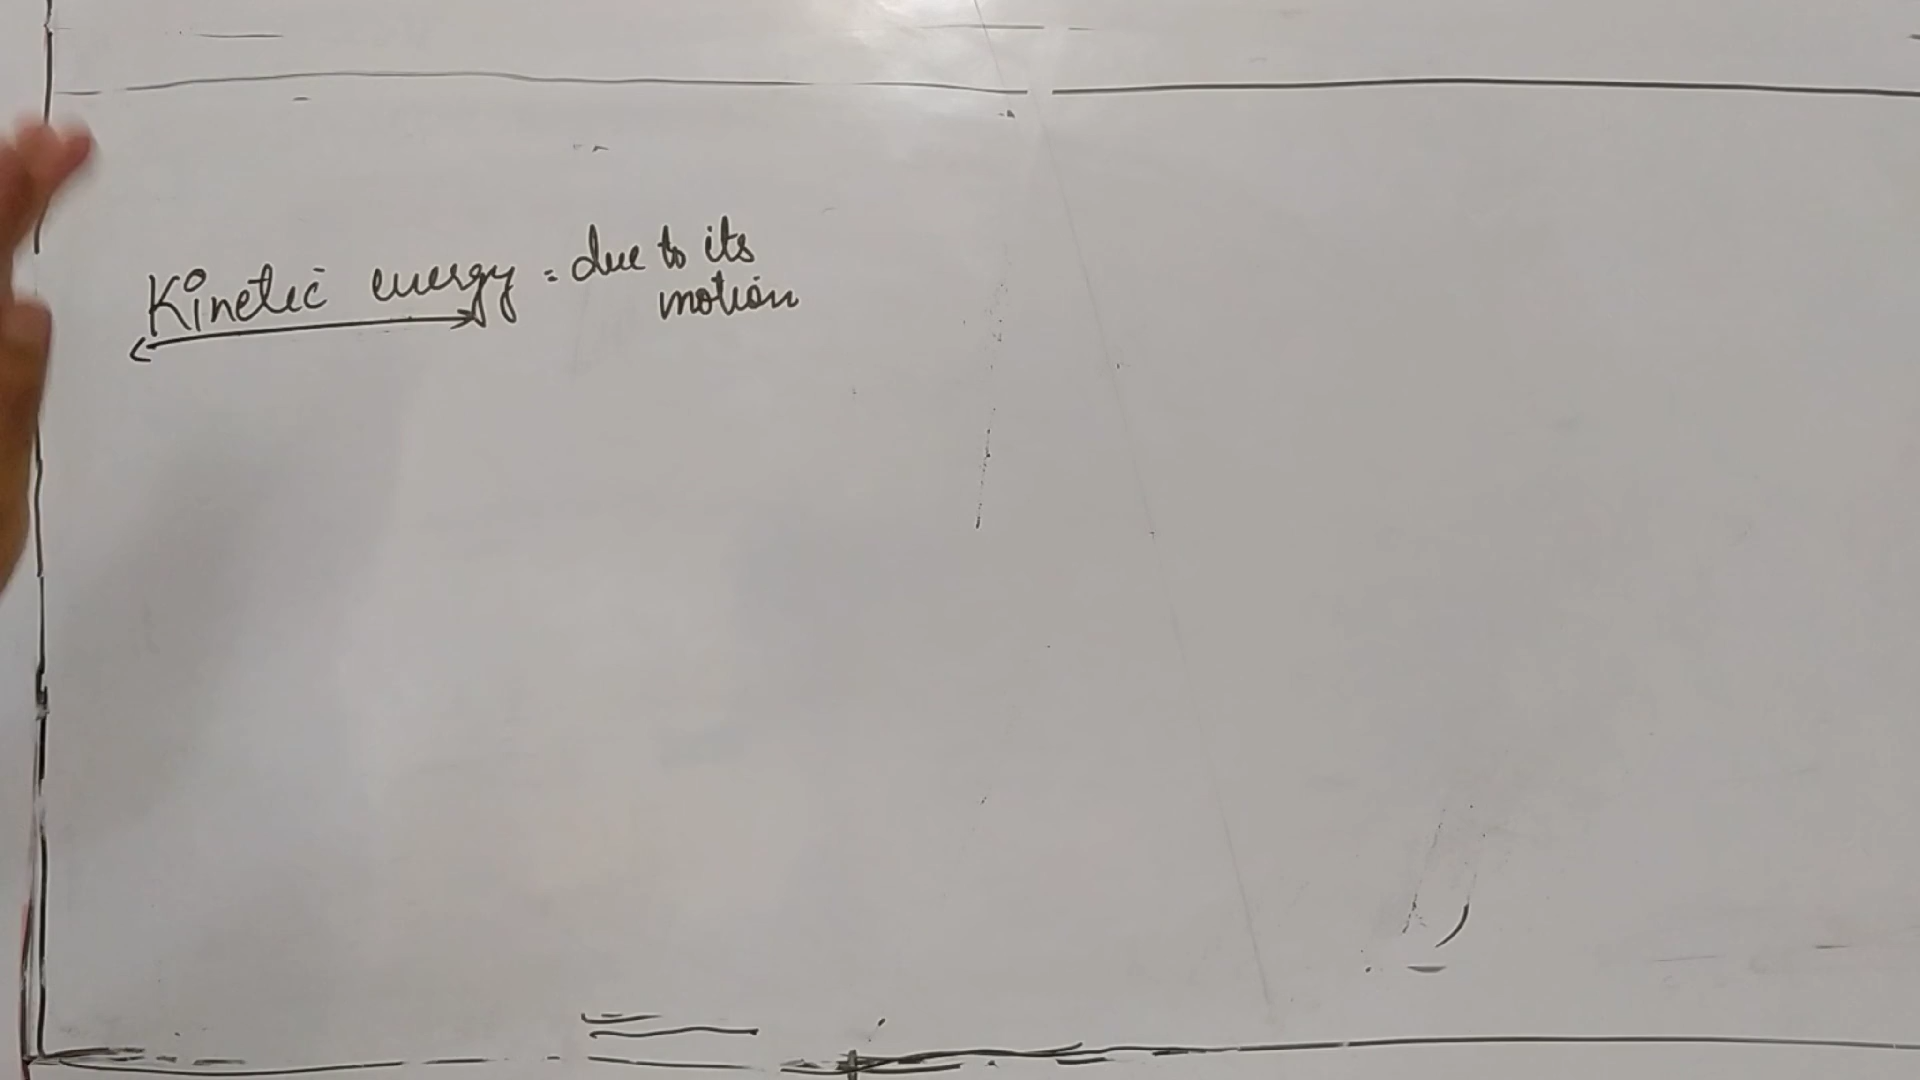 Kinetic energy = due to its
motion